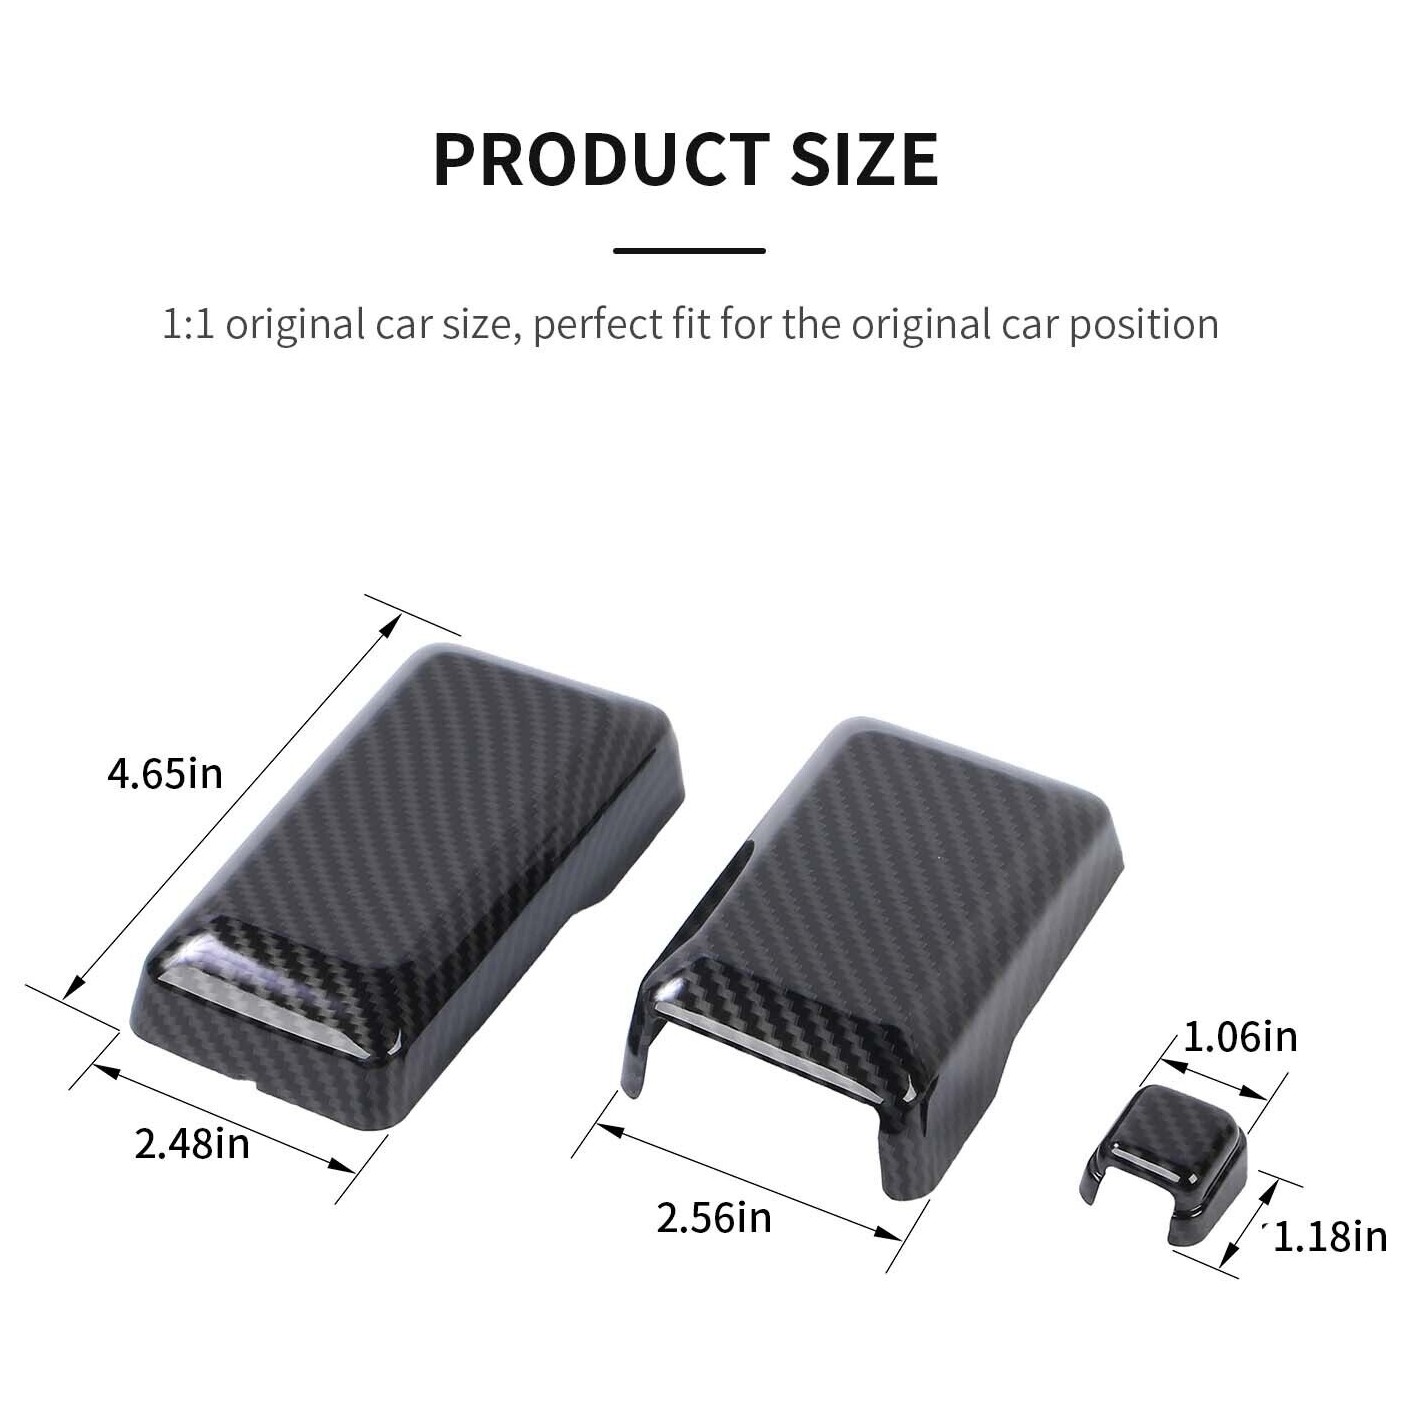 PRODUCT SIZE
1:1 original car size, perfect fit for the original car position
4.65in
2.48in
2.56in
1.06in
1.18in